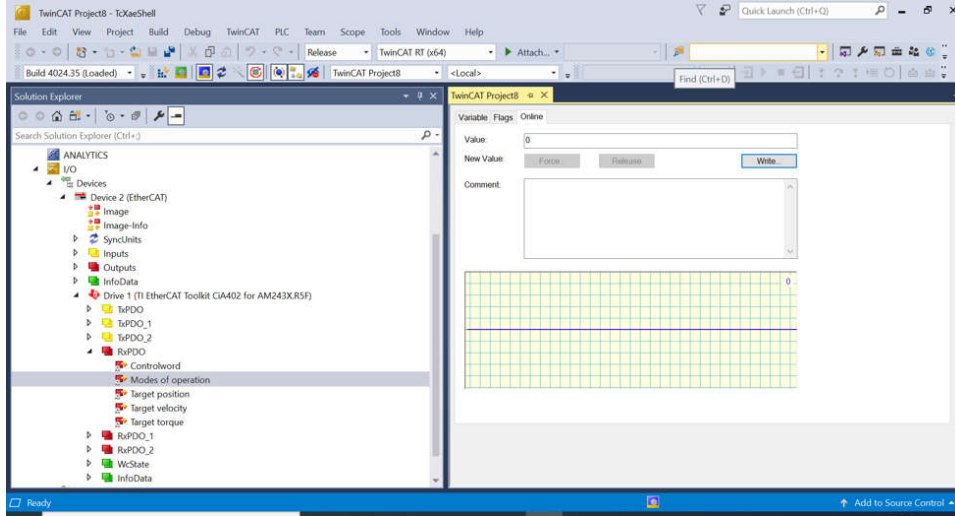 TwinCAT Project8 - TcXaeShell
Quick Launch (Ctrl+Q)
File Edit View Project Build Debug TwinCAT PLC Team Scope Tools Window Help
Release TwinCAT RT (x64) Attach...
Build 4024.35 (Loaded) TwinCAT Project8 <Local>
Find (Ctrl+D)
Solution Explorer
TwinCAT Project8
Search Solution Explorer (Ctrl+;)
Variable Flags Online
Value: 0
New Value: Force... Release Write...
Comment:
0
ANALYTICS
I/O
Devices
Device 2 (EtherCAT)
Image
Image-Info
SyncUnits
Inputs
Outputs
InfoData
Drive 1 (TI EtherCAT Toolkit CiA402 for AM243X.R5F)
TxPDO
TxPDO_1
TxPDO_2
RxPDO
Controlword
Modes of operation
Target position
Target velocity
Target torque
RxPDO_1
RxPDO_2
WcState
InfoData
Ready
Add to Source Control